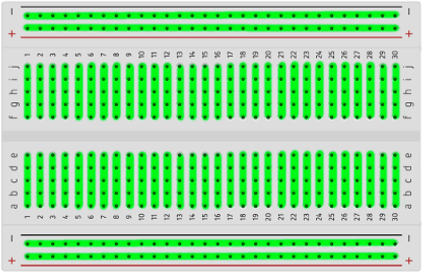 − −
+ +
1 2 3 4 5 6 7 8 9 10 11 12 13 14 15 16 17 18 19 20 21 22 23 24 25 26 27 28 29 30
j j
i i
h h
g g
f f
e e
d d
c c
b b
a a
1 2 3 4 5 6 7 8 9 10 11 12 13 14 15 16 17 18 19 20 21 22 23 24 25 26 27 28 29 30
− −
+ +